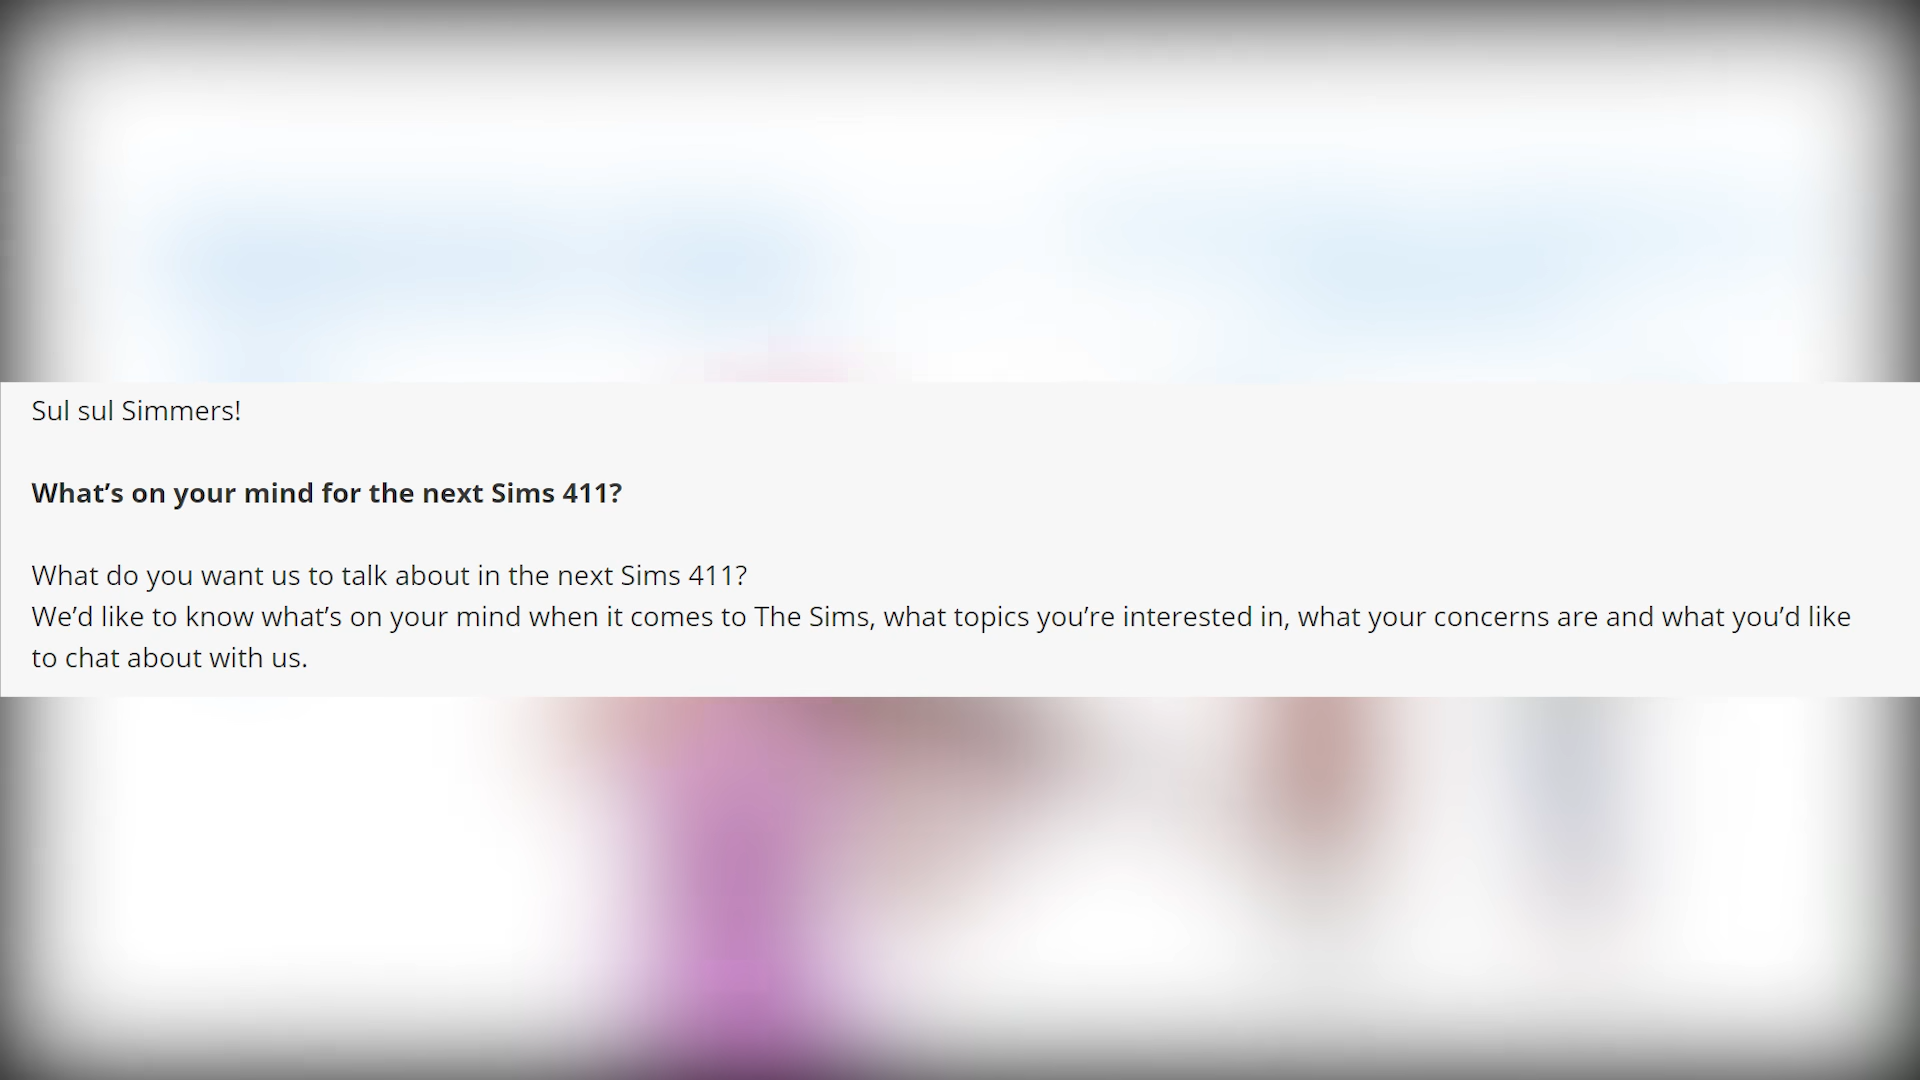 Sul sul Simmers!
What’s on your mind for the next Sims 411?
What do you want us to talk about in the next Sims 411?
We’d like to know what’s on your mind when it comes to The Sims, what topics you’re interested in, what your concerns are and what you’d like
to chat about with us.